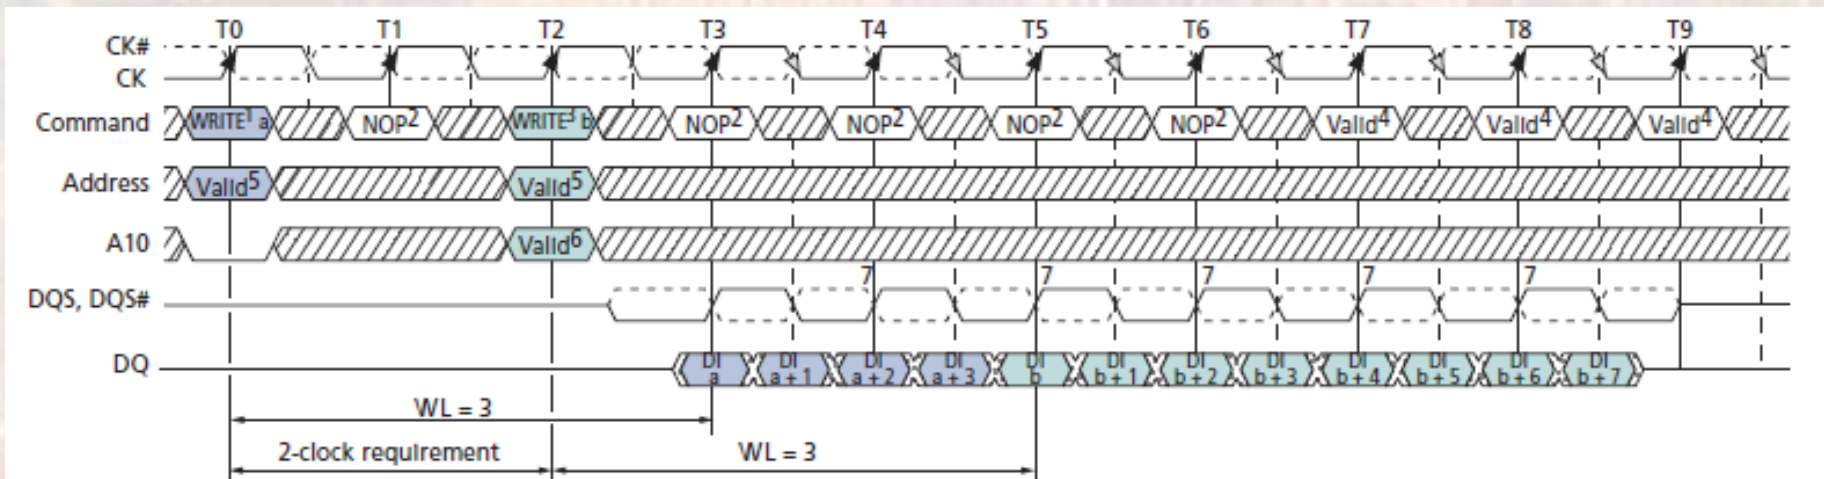 T0 T1 T2 T3 T4 T5 T6 T7 T8 T9
CK#
CK
Command WRITE1 a NOP2 WRITE3 b NOP2 NOP2 NOP2 NOP2 Valid4 Valid4 Valid4
Address Valid5 Valid5
A10 Valid6
7 7 7 7 7
DQS, DQS#
DQ DI a DI a + 1 DI a + 2 DI a + 3 DI b DI b + 1 DI b + 2 DI b + 3 DI b + 4 DI b + 5 DI b + 6 DI b + 7
WL = 3
2-clock requirement WL = 3